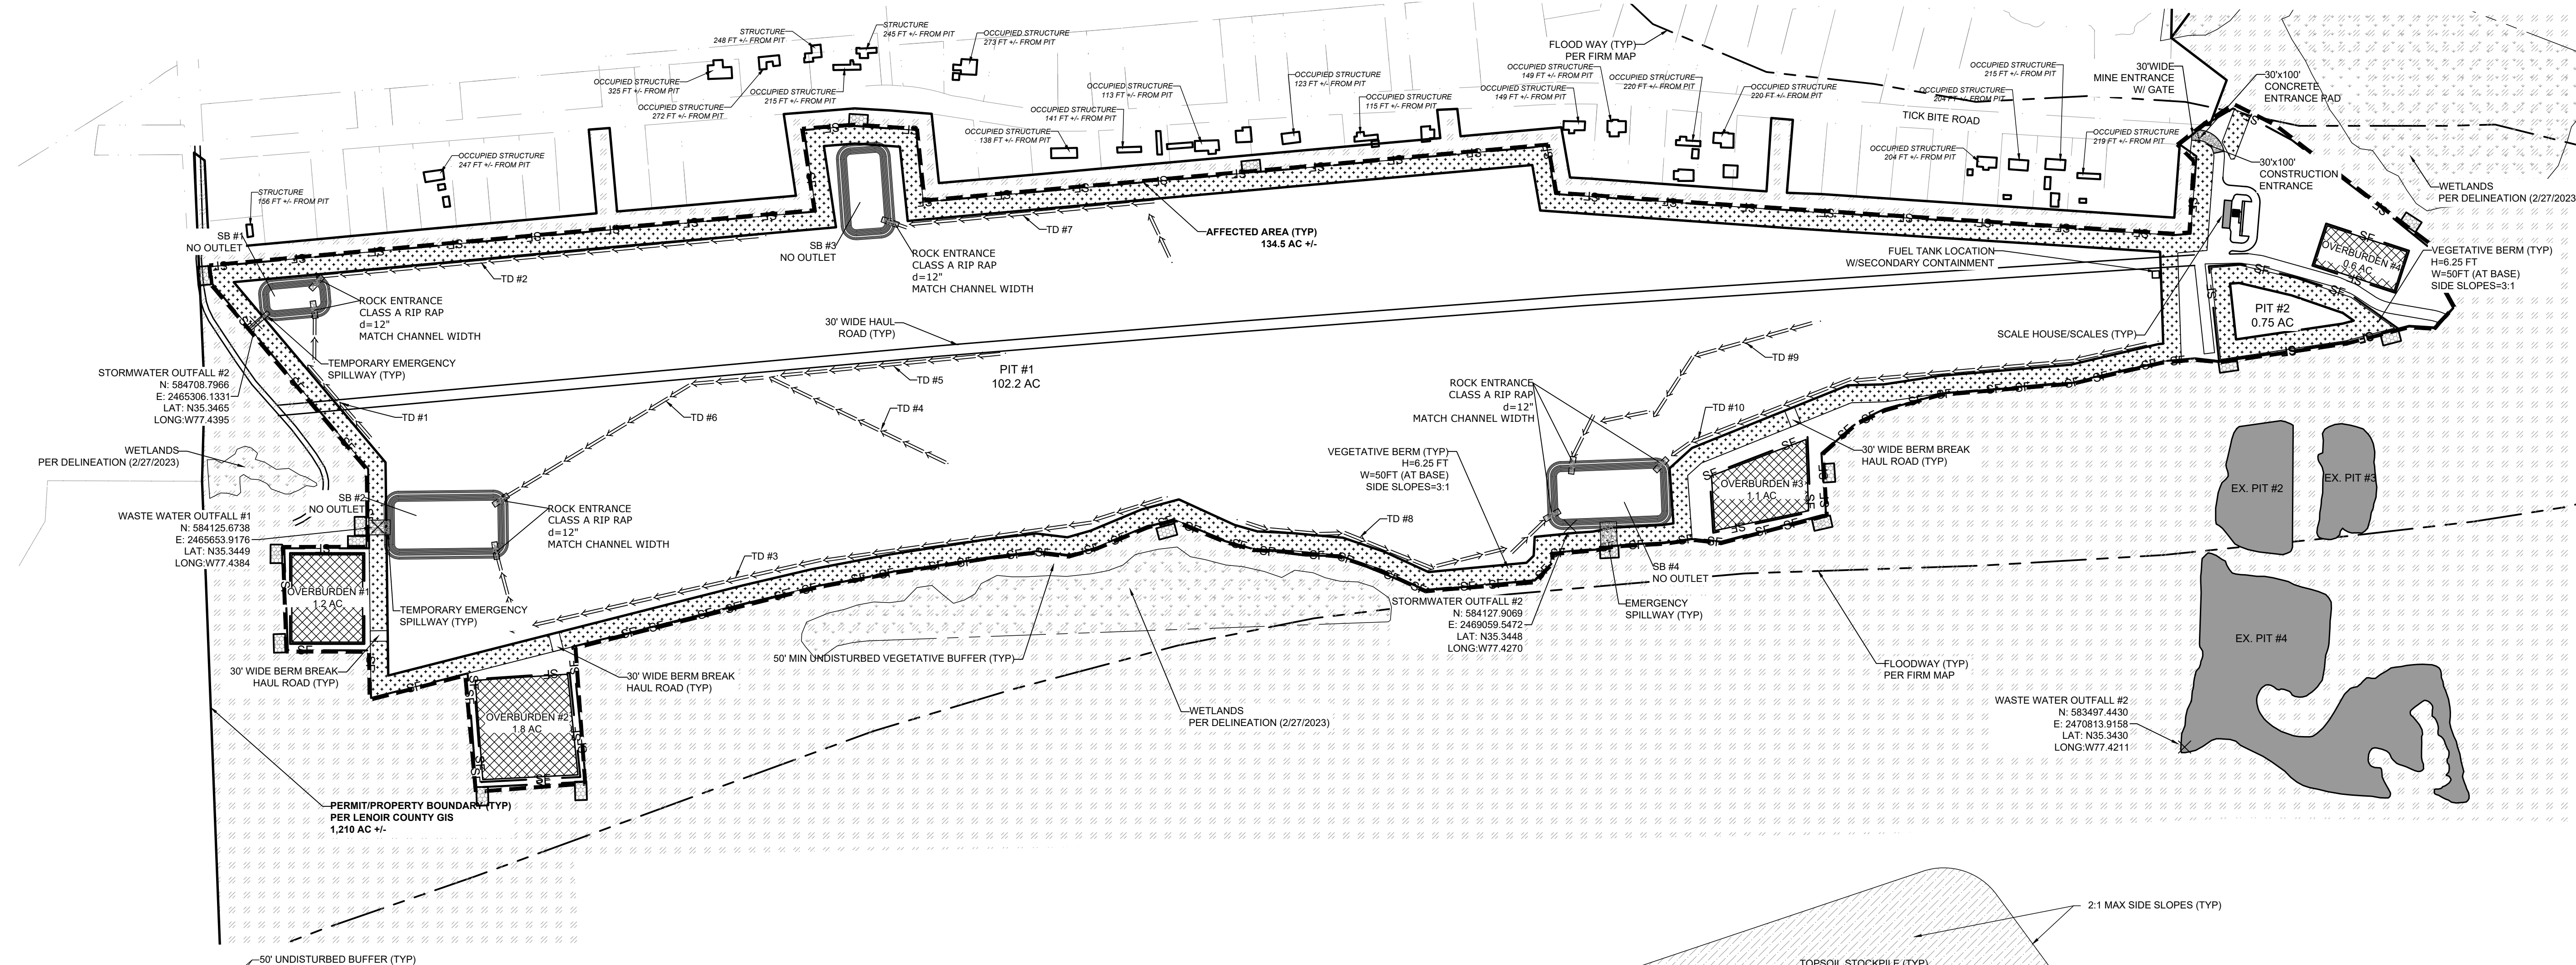 STRUCTURE
248 FT +/- FROM PIT
STRUCTURE
245 FT +/- FROM PIT
OCCUPIED STRUCTURE
273 FT +/- FROM PIT
OCCUPIED STRUCTURE
325 FT +/- FROM PIT
OCCUPIED STRUCTURE
272 FT +/- FROM PIT
OCCUPIED STRUCTURE
215 FT +/- FROM PIT
OCCUPIED STRUCTURE
113 FT +/- FROM PIT
OCCUPIED STRUCTURE
141 FT +/- FROM PIT
OCCUPIED STRUCTURE
138 FT +/- FROM PIT
OCCUPIED STRUCTURE
123 FT +/- FROM PIT
OCCUPIED STRUCTURE
115 FT +/- FROM PIT
FLOOD WAY (TYP)
PER FIRM MAP
OCCUPIED STRUCTURE
149 FT +/- FROM PIT
OCCUPIED STRUCTURE
149 FT +/- FROM PIT
OCCUPIED STRUCTURE
220 FT +/- FROM PIT
OCCUPIED STRUCTURE
220 FT +/- FROM PIT
OCCUPIED STRUCTURE
215 FT +/- FROM PIT
OCCUPIED STRUCTURE
204 FT +/- FROM PIT
OCCUPIED STRUCTURE
204 FT +/- FROM PIT
OCCUPIED STRUCTURE
219 FT +/- FROM PIT
TICK BITE ROAD
30'WIDE
MINE ENTRANCE
W/ GATE
30'x100'
CONCRETE
ENTRANCE PAD
30'x100'
CONSTRUCTION
ENTRANCE
WETLANDS
PER DELINEATION (2/27/2023
OCCUPIED STRUCTURE
247 FT +/- FROM PIT
STRUCTURE
156 FT +/- FROM PIT
SB #1
NO OUTLET
TD #2
SB #3
NO OUTLET
ROCK ENTRANCE
CLASS A RIP RAP
d=12"
MATCH CHANNEL WIDTH
TD #7
AFFECTED AREA (TYP)
134.5 AC +/-
FUEL TANK LOCATION
W/SECONDARY CONTAINMENT
OVERBURDEN #4
0.6 AC
VEGETATIVE BERM (TYP)
H=6.25 FT
W=50FT (AT BASE)
SIDE SLOPES=3:1
PIT #2
0.75 AC
SCALE HOUSE/SCALES (TYP)
ROCK ENTRANCE
CLASS A RIP RAP
d=12"
MATCH CHANNEL WIDTH
30' WIDE HAUL
ROAD (TYP)
TEMPORARY EMERGENCY
SPILLWAY (TYP)
STORMWATER OUTFALL #2
N: 584708.7966
E: 2465306.1331
LAT: N35.3465
LONG:W77.4395
TD #1
TD #5
PIT #1
102.2 AC
TD #6
TD #4
TD #9
ROCK ENTRANCE
CLASS A RIP RAP
d=12"
MATCH CHANNEL WIDTH
TD #10
WETLANDS
PER DELINEATION (2/27/2023)
VEGETATIVE BERM (TYP)
H=6.25 FT
W=50FT (AT BASE)
SIDE SLOPES=3:1
30' WIDE BERM BREAK
HAUL ROAD (TYP)
OVERBURDEN #3
1.1 AC
EX. PIT #2
EX. PIT #3
SB #2
NO OUTLET
WASTE WATER OUTFALL #1
N: 584125.6738
E: 2465653.9176
LAT: N35.3449
LONG:W77.4384
ROCK ENTRANCE
CLASS A RIP RAP
d=12"
MATCH CHANNEL WIDTH
TD #3
TD #8
OVERBURDEN #1
1.2 AC
TEMPORARY EMERGENCY
SPILLWAY (TYP)
SB #4
NO OUTLET
STORMWATER OUTFALL #2
N: 584127.9069
E: 2469059.5472
LAT: N35.3448
LONG:W77.4270
EMERGENCY
SPILLWAY (TYP)
EX. PIT #4
30' WIDE BERM BREAK
HAUL ROAD (TYP)
30' WIDE BERM BREAK
HAUL ROAD (TYP)
50' MIN UNDISTURBED VEGETATIVE BUFFER (TYP)
FLOODWAY (TYP)
PER FIRM MAP
OVERBURDEN #2
1.8 AC
WETLANDS
PER DELINEATION (2/27/2023)
WASTE WATER OUTFALL #2
N: 583497.4430
E: 2470813.9158
LAT: N35.3430
LONG:W77.4211
PERMIT/PROPERTY BOUNDARY (TYP)
PER LENOIR COUNTY GIS
1,210 AC +/-
2:1 MAX SIDE SLOPES (TYP)
50' UNDISTURBED BUFFER (TYP)
TOPSOIL STOCKPILE (TYP)